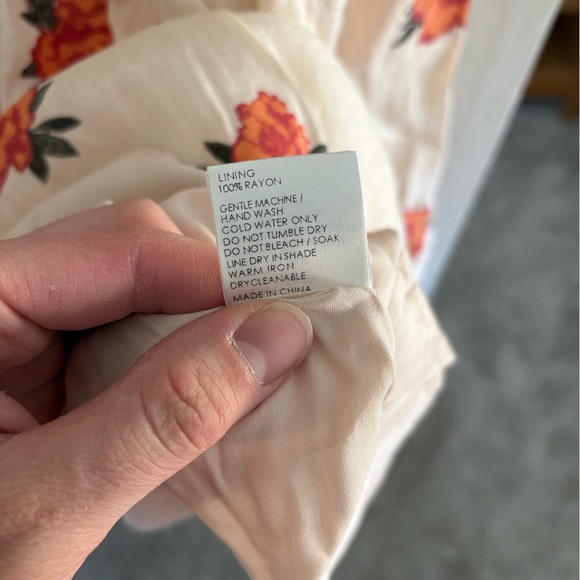 LINING
100% RAYON
GENTLE MACHINE /
HAND WASH
COLD WATER ONLY
DO NOT TUMBLE DRY
DO NOT BLEACH / SOAK
LINE DRY IN SHADE
WARM IRON
DRYCLEANABLE
MADE IN CHINA